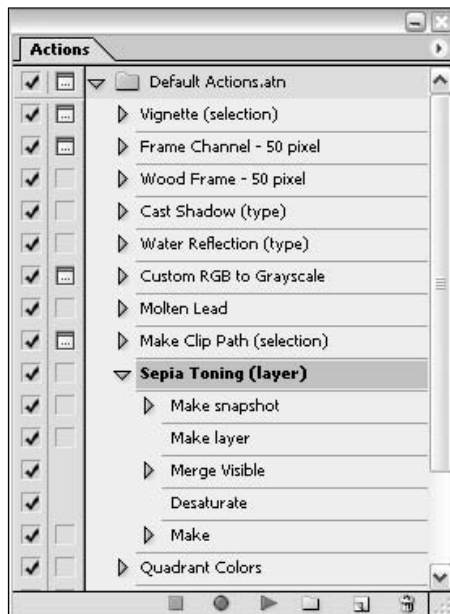 Actions
Default Actions.atn
Vignette (selection)
Frame Channel - 50 pixel
Wood Frame - 50 pixel
Cast Shadow (type)
Water Reflection (type)
Custom RGB to Grayscale
Molten Lead
Make Clip Path (selection)
Sepia Toning (layer)
Make snapshot
Make layer
Merge Visible
Desaturate
Make
Quadrant Colors